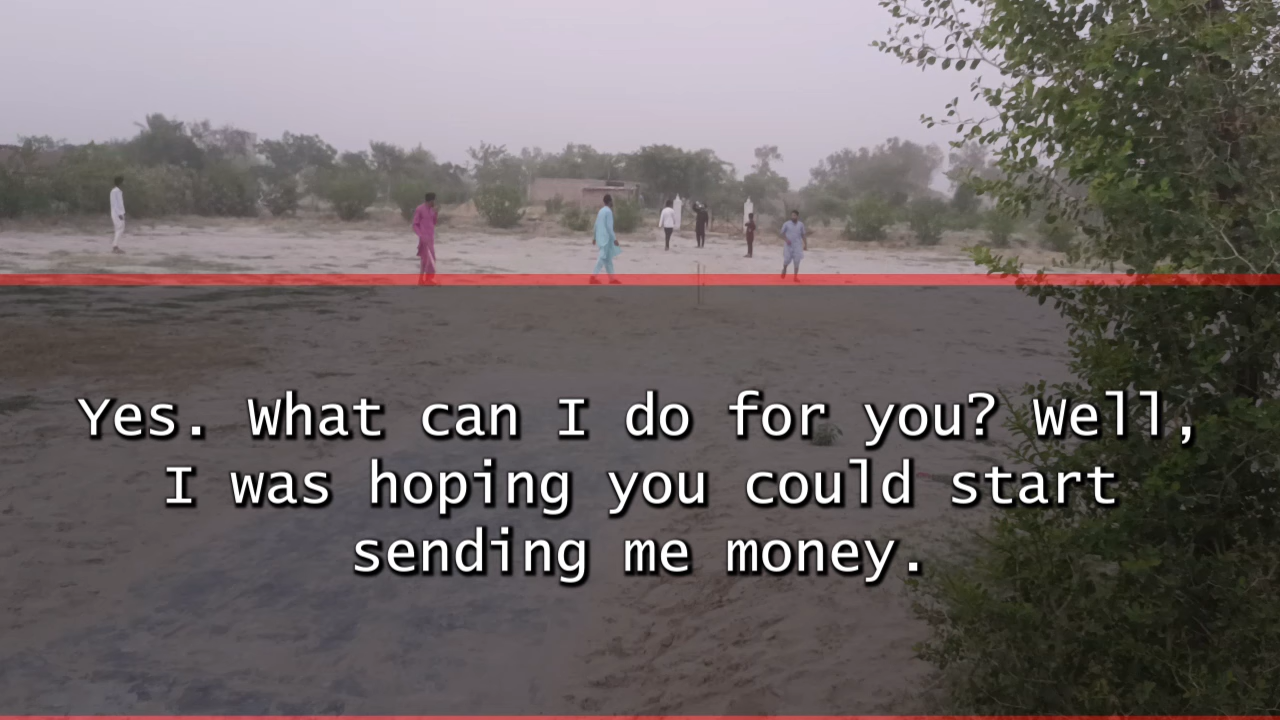 Yes. What can I do for you? Well,
I was hoping you could start
sending me money.